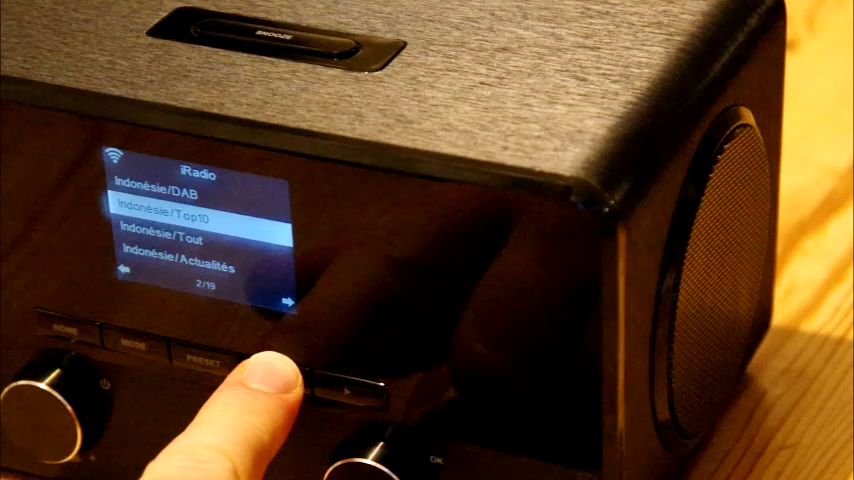 SNOOZE
iRadio
Indonésie/DAB
Indonésie/Top10
Indonésie/Tout
Indonésie/Actualités
2/19
HOME
MODE
PRESET
OK